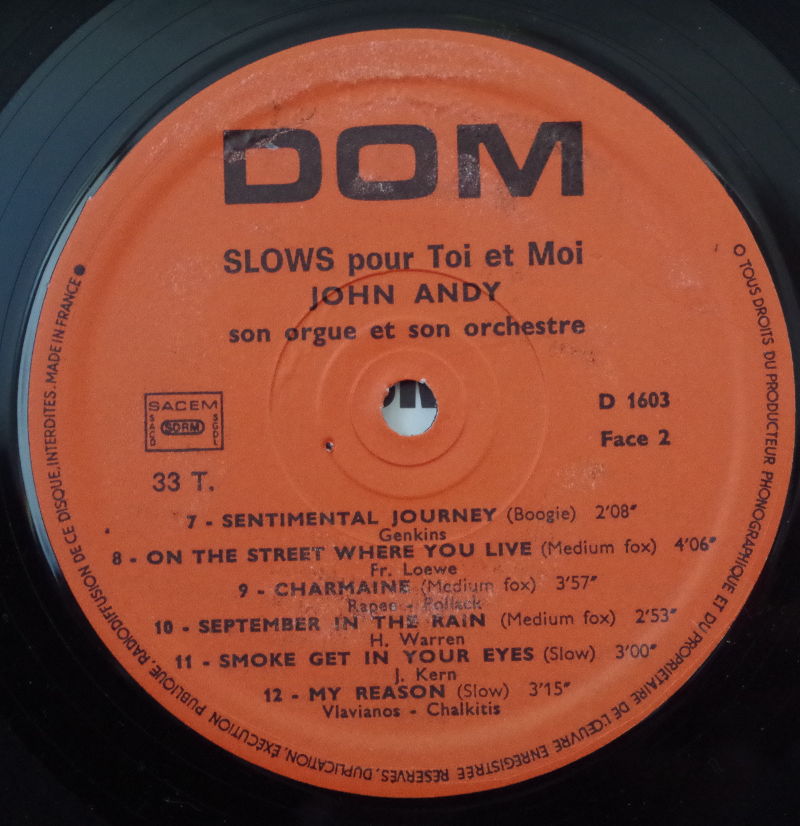 DOM
SLOWS pour Toi et Moi
JOHN ANDY
son orgue et son orchestre
SACEM
SACD
SDRM
SGDL
D 1603
Face 2
33 T.
7 - SENTIMENTAL JOURNEY (Boogie) 2'08"
Genkins
8 - ON THE STREET WHERE YOU LIVE (Medium fox) 4'06"
Fr. Loewe
9 - CHARMAINE (Medium fox) 3'57"
Rapee - Pollack
10 - SEPTEMBER IN THE RAIN (Medium fox) 2'53"
H. Warren
11 - SMOKE GET IN YOUR EYES (Slow) 3'00"
J. Kern
12 - MY REASON (Slow) 3'15"
Vlavianos - Chalkitis
O TOUS DROITS DU PRODUCTEUR PHONOGRAPHIQUE ET DU PROPRIETAIRE DE L'ŒUVRE ENREGISTREE RESERVES, DUPLICATION, EXÉCUTION PUBLIQUE, RADIODIFFUSION DE CE DISQUE, INTERDITES. MADE IN FRANCE ●